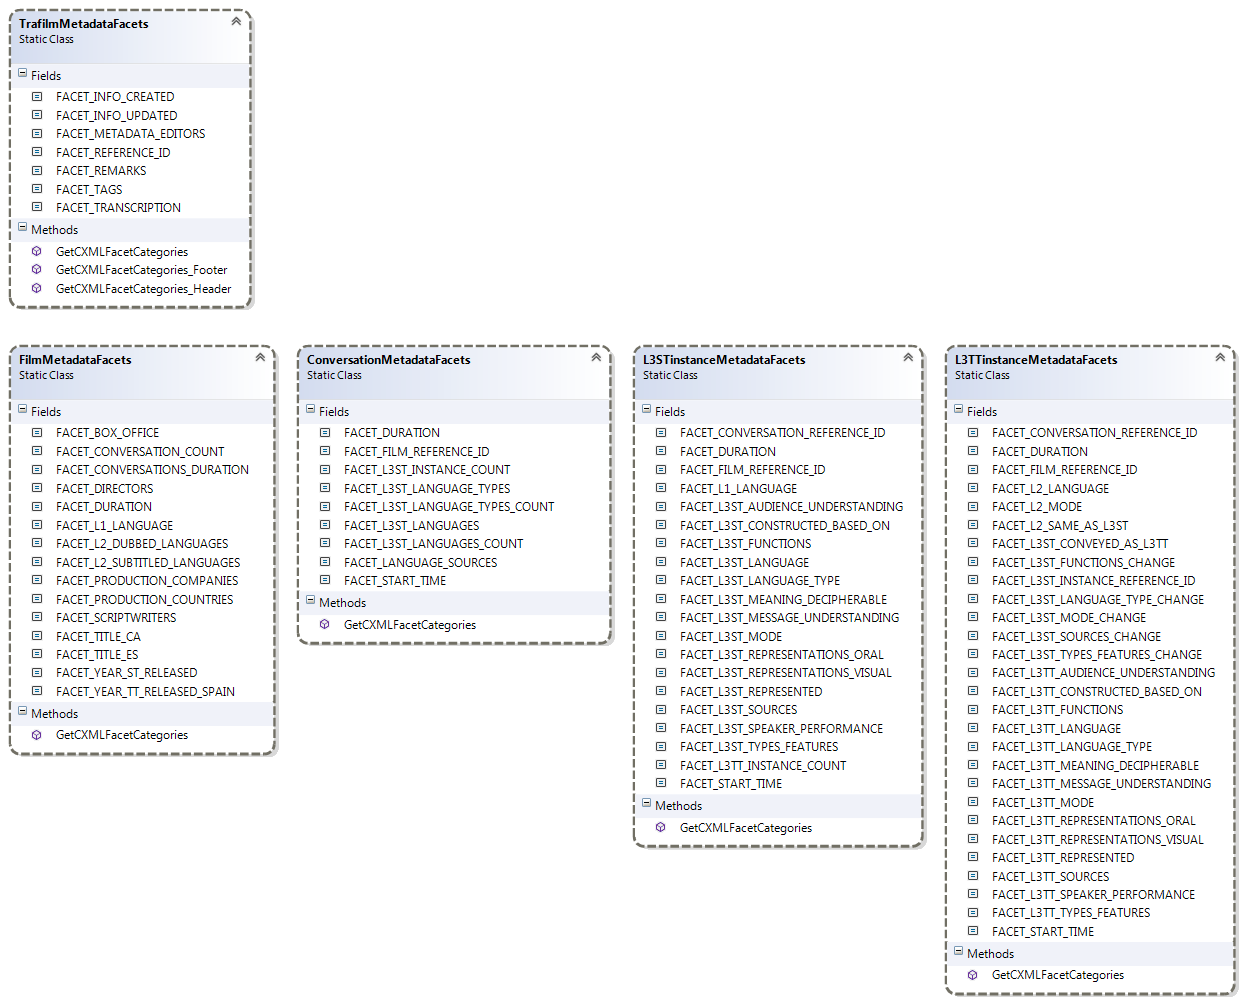 TrafilmMetadataFacets
Static Class
Fields
FACET_INFO_CREATED
FACET_INFO_UPDATED
FACET_METADATA_EDITORS
FACET_REFERENCE_ID
FACET_REMARKS
FACET_TAGS
FACET_TRANSCRIPTION
Methods
GetCXMLFacetCategories
GetCXMLFacetCategories_Footer
GetCXMLFacetCategories_Header
FilmMetadataFacets
Static Class
Fields
FACET_BOX_OFFICE
FACET_CONVERSATION_COUNT
FACET_CONVERSATIONS_DURATION
FACET_DIRECTORS
FACET_DURATION
FACET_L1_LANGUAGE
FACET_L2_DUBBED_LANGUAGES
FACET_L2_SUBTITLED_LANGUAGES
FACET_PRODUCTION_COMPANIES
FACET_PRODUCTION_COUNTRIES
FACET_SCRIPTWRITERS
FACET_TITLE_CA
FACET_TITLE_ES
FACET_YEAR_ST_RELEASED
FACET_YEAR_TT_RELEASED_SPAIN
Methods
GetCXMLFacetCategories
ConversationMetadataFacets
Static Class
Fields
FACET_DURATION
FACET_FILM_REFERENCE_ID
FACET_L3ST_INSTANCE_COUNT
FACET_L3ST_LANGUAGE_TYPES
FACET_L3ST_LANGUAGE_TYPES_COUNT
FACET_L3ST_LANGUAGES
FACET_L3ST_LANGUAGES_COUNT
FACET_LANGUAGE_SOURCES
FACET_START_TIME
Methods
GetCXMLFacetCategories
L3STinstanceMetadataFacets
Static Class
Fields
FACET_CONVERSATION_REFERENCE_ID
FACET_DURATION
FACET_FILM_REFERENCE_ID
FACET_L1_LANGUAGE
FACET_L3ST_AUDIENCE_UNDERSTANDING
FACET_L3ST_CONSTRUCTED_BASED_ON
FACET_L3ST_FUNCTIONS
FACET_L3ST_LANGUAGE
FACET_L3ST_LANGUAGE_TYPE
FACET_L3ST_MEANING_DECIPHERABLE
FACET_L3ST_MESSAGE_UNDERSTANDING
FACET_L3ST_MODE
FACET_L3ST_REPRESENTATIONS_ORAL
FACET_L3ST_REPRESENTATIONS_VISUAL
FACET_L3ST_REPRESENTED
FACET_L3ST_SOURCES
FACET_L3ST_SPEAKER_PERFORMANCE
FACET_L3ST_TYPES_FEATURES
FACET_L3TT_INSTANCE_COUNT
FACET_START_TIME
Methods
GetCXMLFacetCategories
L3TTinstanceMetadataFacets
Static Class
Fields
FACET_CONVERSATION_REFERENCE_ID
FACET_DURATION
FACET_FILM_REFERENCE_ID
FACET_L2_LANGUAGE
FACET_L2_MODE
FACET_L2_SAME_AS_L3ST
FACET_L3ST_CONVEYED_AS_L3TT
FACET_L3ST_FUNCTIONS_CHANGE
FACET_L3ST_INSTANCE_REFERENCE_ID
FACET_L3ST_LANGUAGE_TYPE_CHANGE
FACET_L3ST_MODE_CHANGE
FACET_L3ST_SOURCES_CHANGE
FACET_L3ST_TYPES_FEATURES_CHANGE
FACET_L3TT_AUDIENCE_UNDERSTANDING
FACET_L3TT_CONSTRUCTED_BASED_ON
FACET_L3TT_FUNCTIONS
FACET_L3TT_LANGUAGE
FACET_L3TT_LANGUAGE_TYPE
FACET_L3TT_MEANING_DECIPHERABLE
FACET_L3TT_MESSAGE_UNDERSTANDING
FACET_L3TT_MODE
FACET_L3TT_REPRESENTATIONS_ORAL
FACET_L3TT_REPRESENTATIONS_VISUAL
FACET_L3TT_REPRESENTED
FACET_L3TT_SOURCES
FACET_L3TT_SPEAKER_PERFORMANCE
FACET_L3TT_TYPES_FEATURES
FACET_START_TIME
Methods
GetCXMLFacetCategories